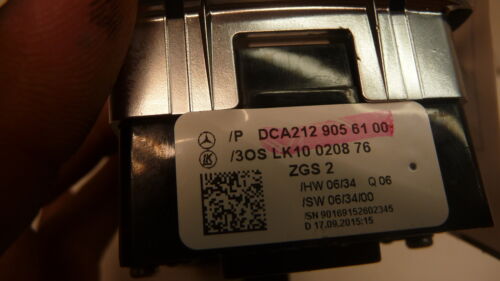 /P DCA212 905 61 00
LK /3OS LK10 0208 76
ZGS 2
/HW 06/34 Q 06
/SW 06/34/00
/SN 90169152602345
D 17.09.2015:15